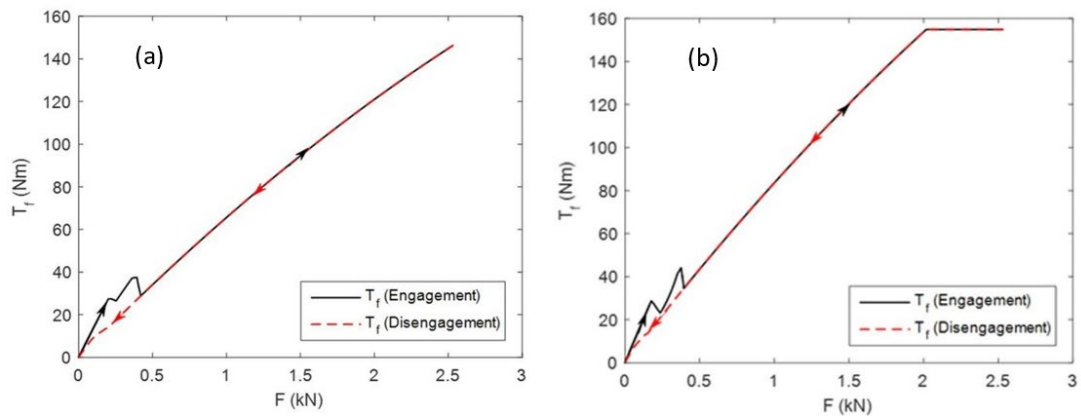 (a)
160
140
120
100
80
60
40
20
0
T_f (Nm)
0 0.5 1 1.5 2 2.5 3
F (kN)
T_f (Engagement)
T_f (Disengagement)
(b)
160
140
120
100
80
60
40
20
0
T_f (Nm)
0 0.5 1 1.5 2 2.5 3
F (kN)
T_f (Engagement)
T_f (Disengagement)